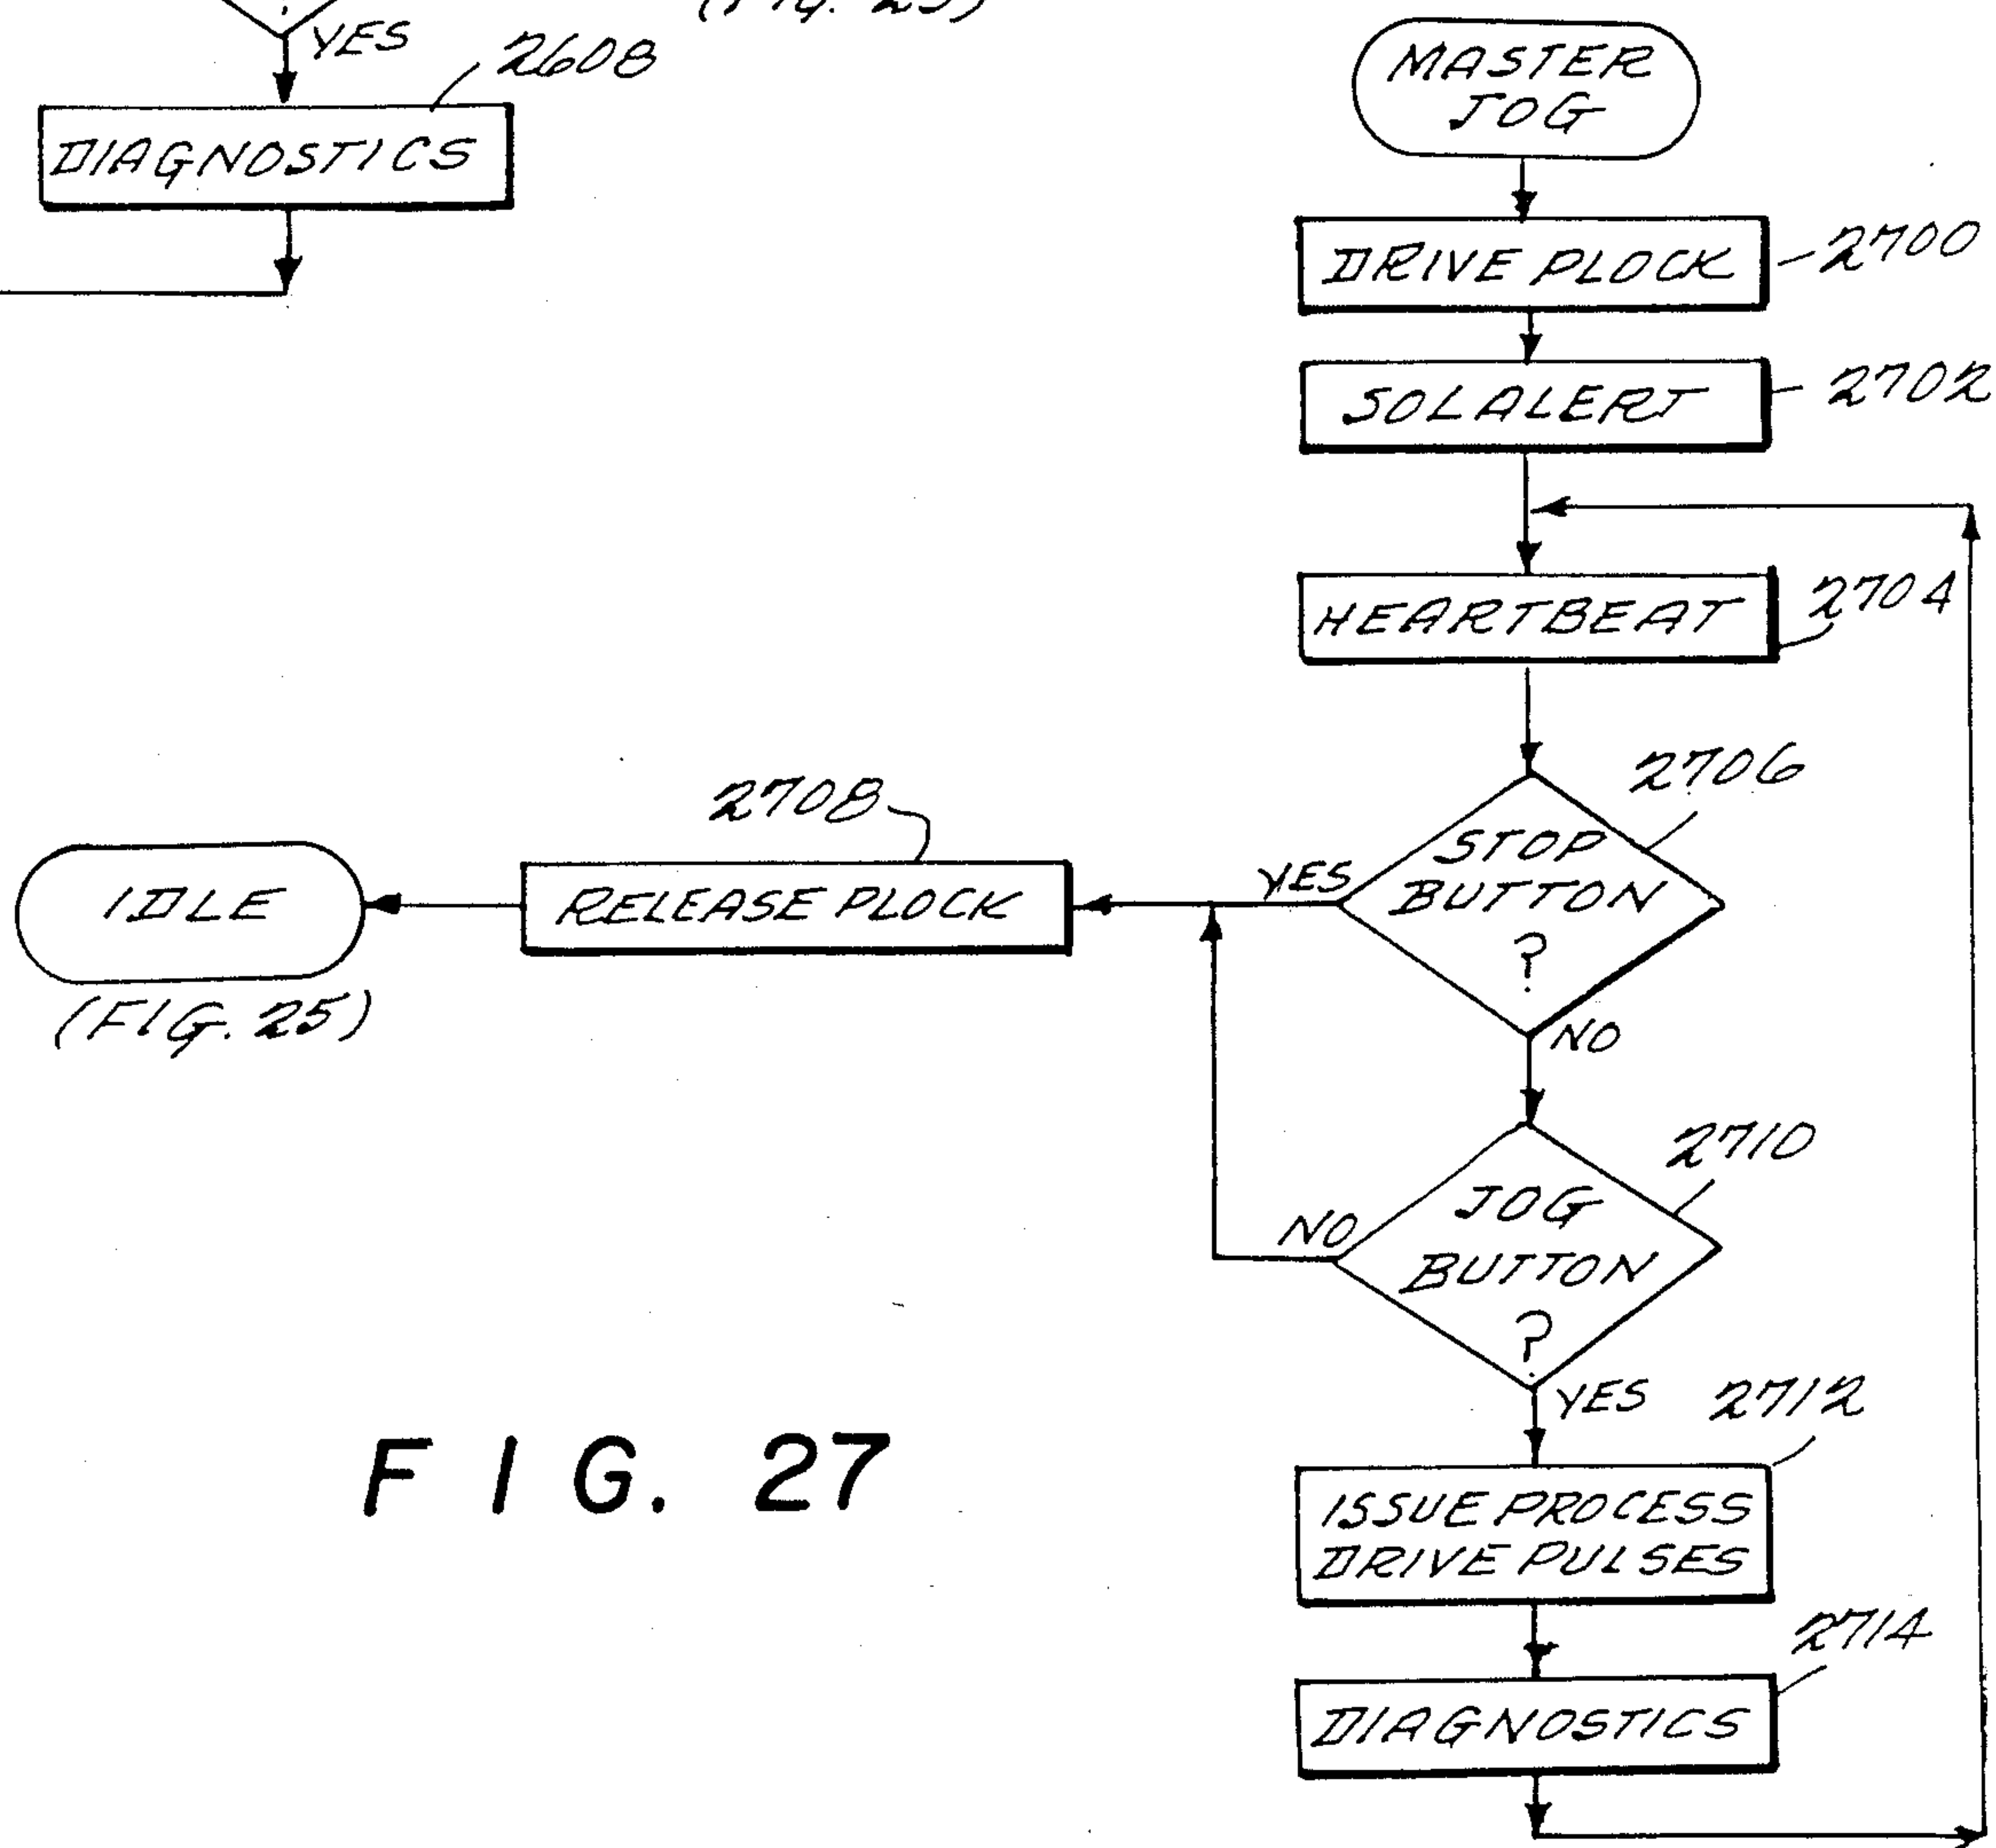 YES
2608
DIAGNOSTICS
MASTER
JOG
DRIVE PLOCK
2700
SOLALERT
2702
HEARTBEAT
2704
2706
STOP
BUTTON
?
YES
NO
2708
RELEASE PLOCK
IDLE
(FIG. 25)
2710
JOG
BUTTON
?
NO
YES
2712
ISSUE PROCESS
DRIVE PULSES
2714
DIAGNOSTICS
FIG. 27